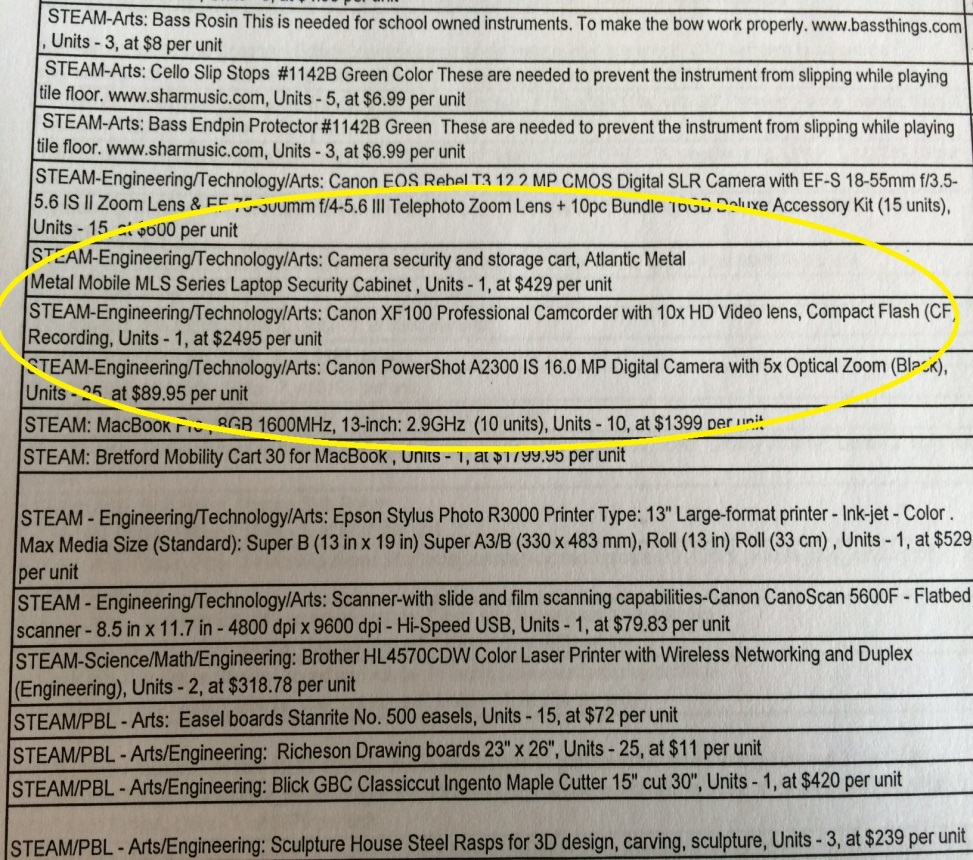 STEAM-Arts: Bass Rosin This is needed for school owned instruments. To make the bow work properly. www.bassthings.com
, Units - 3, at $8 per unit
STEAM-Arts: Cello Slip Stops #1142B Green Color These are needed to prevent the instrument from slipping while playing
tile floor. www.sharmusic.com, Units - 5, at $6.99 per unit
STEAM-Arts: Bass Endpin Protector #1142B Green These are needed to prevent the instrument from slipping while playing
tile floor. www.sharmusic.com, Units - 3, at $6.99 per unit
STEAM-Engineering/Technology/Arts: Canon EOS Rebel T3 12.2 MP CMOS Digital SLR Camera with EF-S 18-55mm f/3.5-
5.6 IS II Zoom Lens & EF 75-300mm f/4-5.6 III Telephoto Zoom Lens + 10pc Bundle 16GB Deluxe Accessory Kit (15 units),
Units - 15, at $600 per unit
STEAM-Engineering/Technology/Arts: Camera security and storage cart, Atlantic Metal
Metal Mobile MLS Series Laptop Security Cabinet , Units - 1, at $429 per unit
STEAM-Engineering/Technology/Arts: Canon XF100 Professional Camcorder with 10x HD Video lens, Compact Flash (CF)
Recording, Units - 1, at $2495 per unit
STEAM-Engineering/Technology/Arts: Canon PowerShot A2300 IS 16.0 MP Digital Camera with 5x Optical Zoom (Black),
Units - 25, at $89.95 per unit
STEAM: MacBook Pro , 8GB 1600MHz, 13-inch: 2.9GHz (10 units), Units - 10, at $1399 per unit
STEAM: Bretford Mobility Cart 30 for MacBook , Units - 1, at $1799.95 per unit
STEAM - Engineering/Technology/Arts: Epson Stylus Photo R3000 Printer Type: 13" Large-format printer - Ink-jet - Color .
Max Media Size (Standard): Super B (13 in x 19 in) Super A3/B (330 x 483 mm), Roll (13 in) Roll (33 cm) , Units - 1, at $529
per unit
STEAM - Engineering/Technology/Arts: Scanner-with slide and film scanning capabilities-Canon CanoScan 5600F - Flatbed
scanner - 8.5 in x 11.7 in - 4800 dpi x 9600 dpi - Hi-Speed USB, Units - 1, at $79.83 per unit
STEAM-Science/Math/Engineering: Brother HL4570CDW Color Laser Printer with Wireless Networking and Duplex
(Engineering), Units - 2, at $318.78 per unit
STEAM/PBL - Arts: Easel boards Stanrite No. 500 easels, Units - 15, at $72 per unit
STEAM/PBL - Arts/Engineering: Richeson Drawing boards 23" x 26", Units - 25, at $11 per unit
STEAM/PBL - Arts/Engineering: Blick GBC Classiccut Ingento Maple Cutter 15" cut 30", Units - 1, at $420 per unit
STEAM/PBL - Arts/Engineering: Sculpture House Steel Rasps for 3D design, carving, sculpture, Units - 3, at $239 per unit